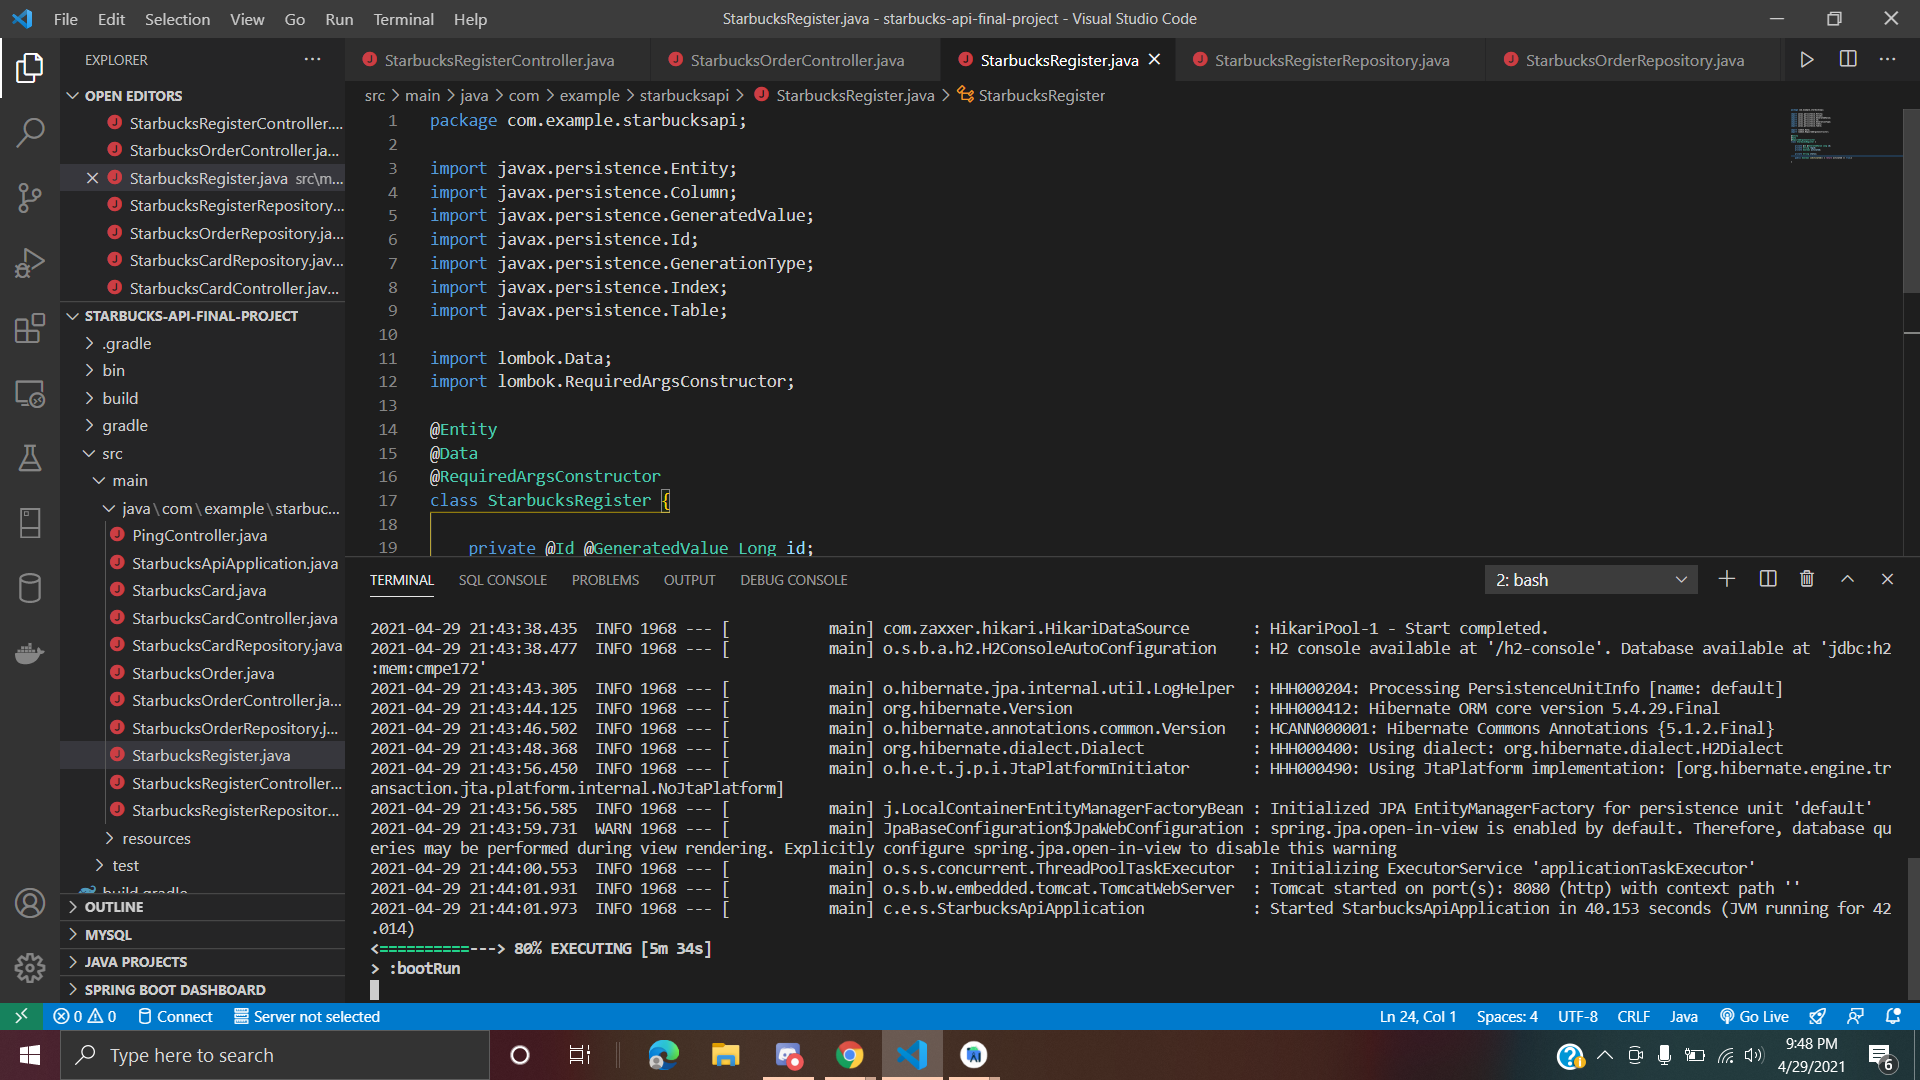 File Edit Selection View Go Run Terminal Help
StarbucksRegister.java - starbucks-api-final-project - Visual Studio Code
EXPLORER
OPEN EDITORS
StarbucksRegisterController....
StarbucksOrderController.ja...
StarbucksRegister.java src\m...
StarbucksRegisterRepository...
StarbucksOrderRepository.ja...
StarbucksCardRepository.jav...
StarbucksCardController.jav...
STARBUCKS-API-FINAL-PROJECT
.gradle
bin
build
gradle
src
main
java\com\example\starbuc...
PingController.java
StarbucksApiApplication.java
StarbucksCard.java
StarbucksCardController.java
StarbucksCardRepository.java
StarbucksOrder.java
StarbucksOrderController.ja...
StarbucksOrderRepository.j...
StarbucksRegister.java
StarbucksRegisterController...
StarbucksRegisterRepositor...
resources
test
build.gradle
OUTLINE
MYSQL
JAVA PROJECTS
SPRING BOOT DASHBOARD
StarbucksRegisterController.java StarbucksOrderController.java StarbucksRegister.java StarbucksRegisterRepository.java StarbucksOrderRepository.java
src > main > java > com > example > starbucksapi > StarbucksRegister.java > StarbucksRegister
1 package com.example.starbucksapi;
2
3 import javax.persistence.Entity;
4 import javax.persistence.Column;
5 import javax.persistence.GeneratedValue;
6 import javax.persistence.Id;
7 import javax.persistence.GenerationType;
8 import javax.persistence.Index;
9 import javax.persistence.Table;
10
11 import lombok.Data;
12 import lombok.RequiredArgsConstructor;
13
14 @Entity
15 @Data
16 @RequiredArgsConstructor
17 class StarbucksRegister {
18
19 private @Id @GeneratedValue Long id;
TERMINAL SQL CONSOLE PROBLEMS OUTPUT DEBUG CONSOLE 2: bash
2021-04-29 21:43:38.435 INFO 1968 --- [ main] com.zaxxer.hikari.HikariDataSource : HikariPool-1 - Start completed.
2021-04-29 21:43:38.477 INFO 1968 --- [ main] o.s.b.a.h2.H2ConsoleAutoConfiguration : H2 console available at '/h2-console'. Database available at 'jdbc:h2
:mem:cmpe172'
2021-04-29 21:43:43.305 INFO 1968 --- [ main] o.hibernate.jpa.internal.util.LogHelper : HHH000204: Processing PersistenceUnitInfo [name: default]
2021-04-29 21:43:44.125 INFO 1968 --- [ main] org.hibernate.Version : HHH000412: Hibernate ORM core version 5.4.29.Final
2021-04-29 21:43:46.502 INFO 1968 --- [ main] o.hibernate.annotations.common.Version : HCANN000001: Hibernate Commons Annotations {5.1.2.Final}
2021-04-29 21:43:48.368 INFO 1968 --- [ main] org.hibernate.dialect.Dialect : HHH000400: Using dialect: org.hibernate.dialect.H2Dialect
2021-04-29 21:43:56.450 INFO 1968 --- [ main] o.h.e.t.j.p.i.JtaPlatformInitiator : HHH000490: Using JtaPlatform implementation: [org.hibernate.engine.tr
ansaction.jta.platform.internal.NoJtaPlatform]
2021-04-29 21:43:56.585 INFO 1968 --- [ main] j.LocalContainerEntityManagerFactoryBean : Initialized JPA EntityManagerFactory for persistence unit 'default'
2021-04-29 21:43:59.731 WARN 1968 --- [ main] JpaBaseConfiguration$JpaWebConfiguration : spring.jpa.open-in-view is enabled by default. Therefore, database qu
eries may be performed during view rendering. Explicitly configure spring.jpa.open-in-view to disable this warning
2021-04-29 21:44:00.553 INFO 1968 --- [ main] o.s.s.concurrent.ThreadPoolTaskExecutor : Initializing ExecutorService 'applicationTaskExecutor'
2021-04-29 21:44:01.931 INFO 1968 --- [ main] o.s.b.w.embedded.tomcat.TomcatWebServer : Tomcat started on port(s): 8080 (http) with context path ''
2021-04-29 21:44:01.973 INFO 1968 --- [ main] c.e.s.StarbucksApiApplication : Started StarbucksApiApplication in 40.153 seconds (JVM running for 42
.014)
<==========---> 80% EXECUTING [5m 34s]
> :bootRun
0 0 Connect Server not selected Ln 24, Col 1 Spaces: 4 UTF-8 CRLF Java Go Live
Type here to search
9:48 PM
4/29/2021
6